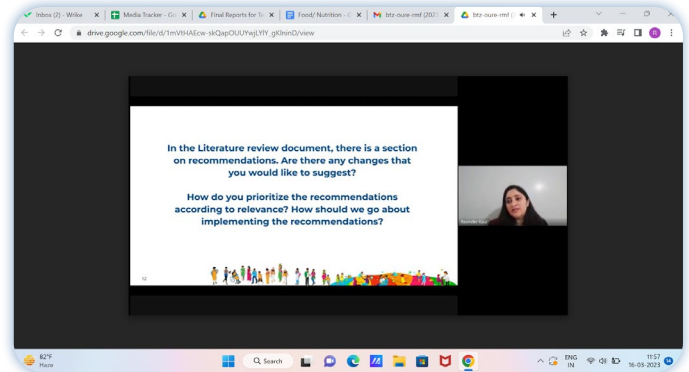 Inbox (2) - Wrike
Media Tracker - Go
Final Reports for Te
Food/ Nutrition - G
btz-oure-rmf (2023
btz-oure-rmf (
drive.google.com/file/d/1mVtHAEcw-skQapOUUYwjLYlY_gKlninD/view
In the Literature review document, there is a section
on recommendations. Are there any changes that
you would like to suggest?
How do you prioritize the recommendations
according to relevance? How should we go about
implementing the recommendations?
12
82°F
Haze
Search
ENG
IN
11:57
16-03-2023